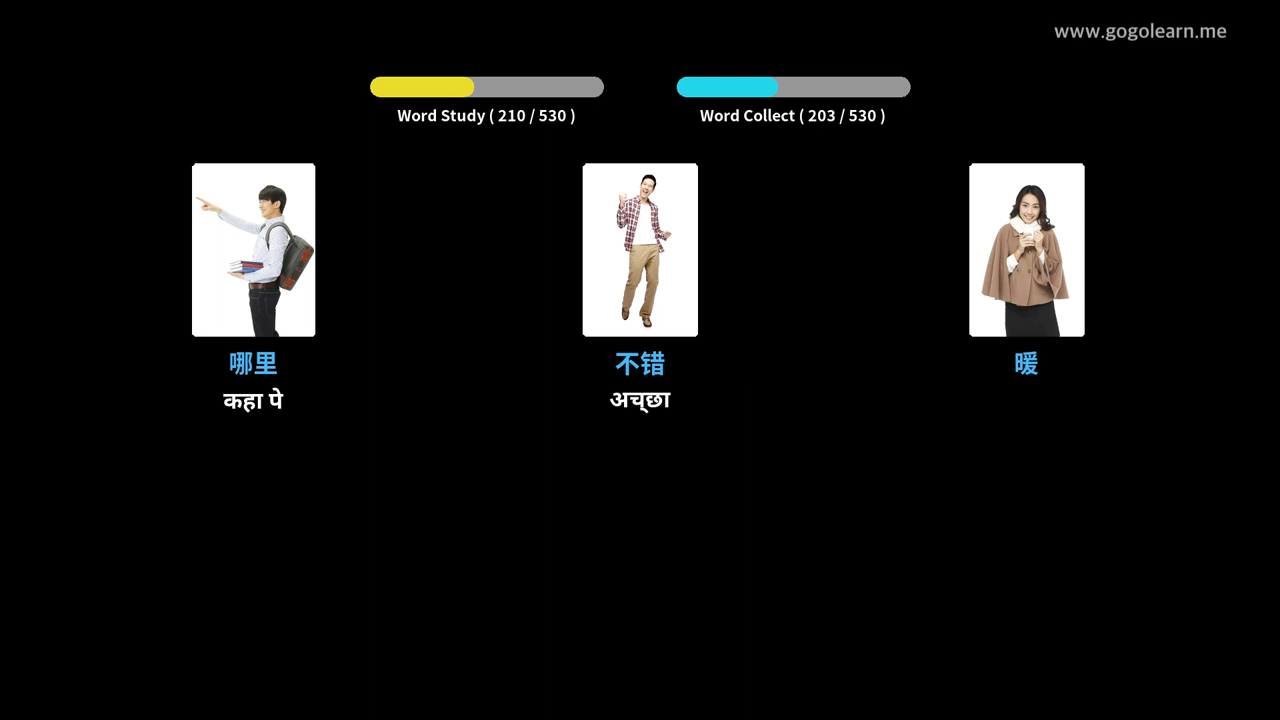 www.gogolearn.me
Word Study ( 210 / 530 )
Word Collect ( 203 / 530 )
哪里
不错
暖
कहा पे
अच्‌छा